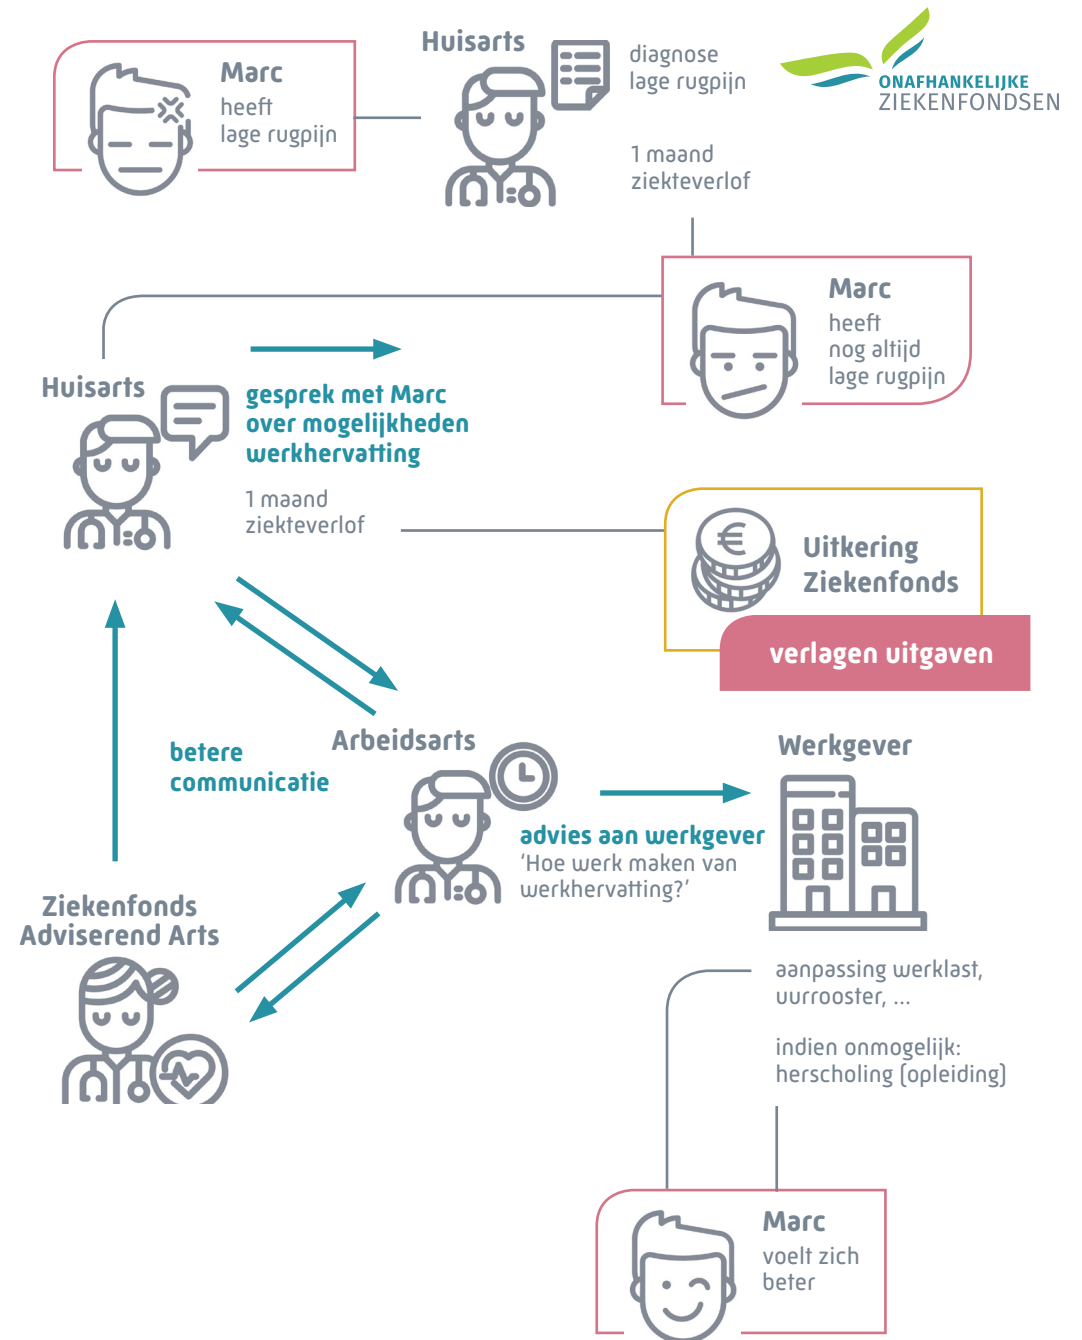 Marc
heeft
lage rugpijn
Huisarts
diagnose
lage rugpijn
1 maand
ziekteverlof
ONAFHANKELIJKE
ZIEKENFONDSEN
Marc
heeft
nog altijd
lage rugpijn
Huisarts
gesprek met Marc
over mogelijkheden
werkhervatting
1 maand
ziekteverlof
€
Uitkering
Ziekenfonds
verlagen uitgaven
betere
communicatie
Arbeidsarts
advies aan werkgever
‘Hoe werk maken van
werkhervatting?’
Werkgever
Ziekenfonds
Adviserend Arts
aanpassing werklast,
uurrooster, ...
indien onmogelijk:
herscholing (opleiding)
Marc
voelt zich
beter